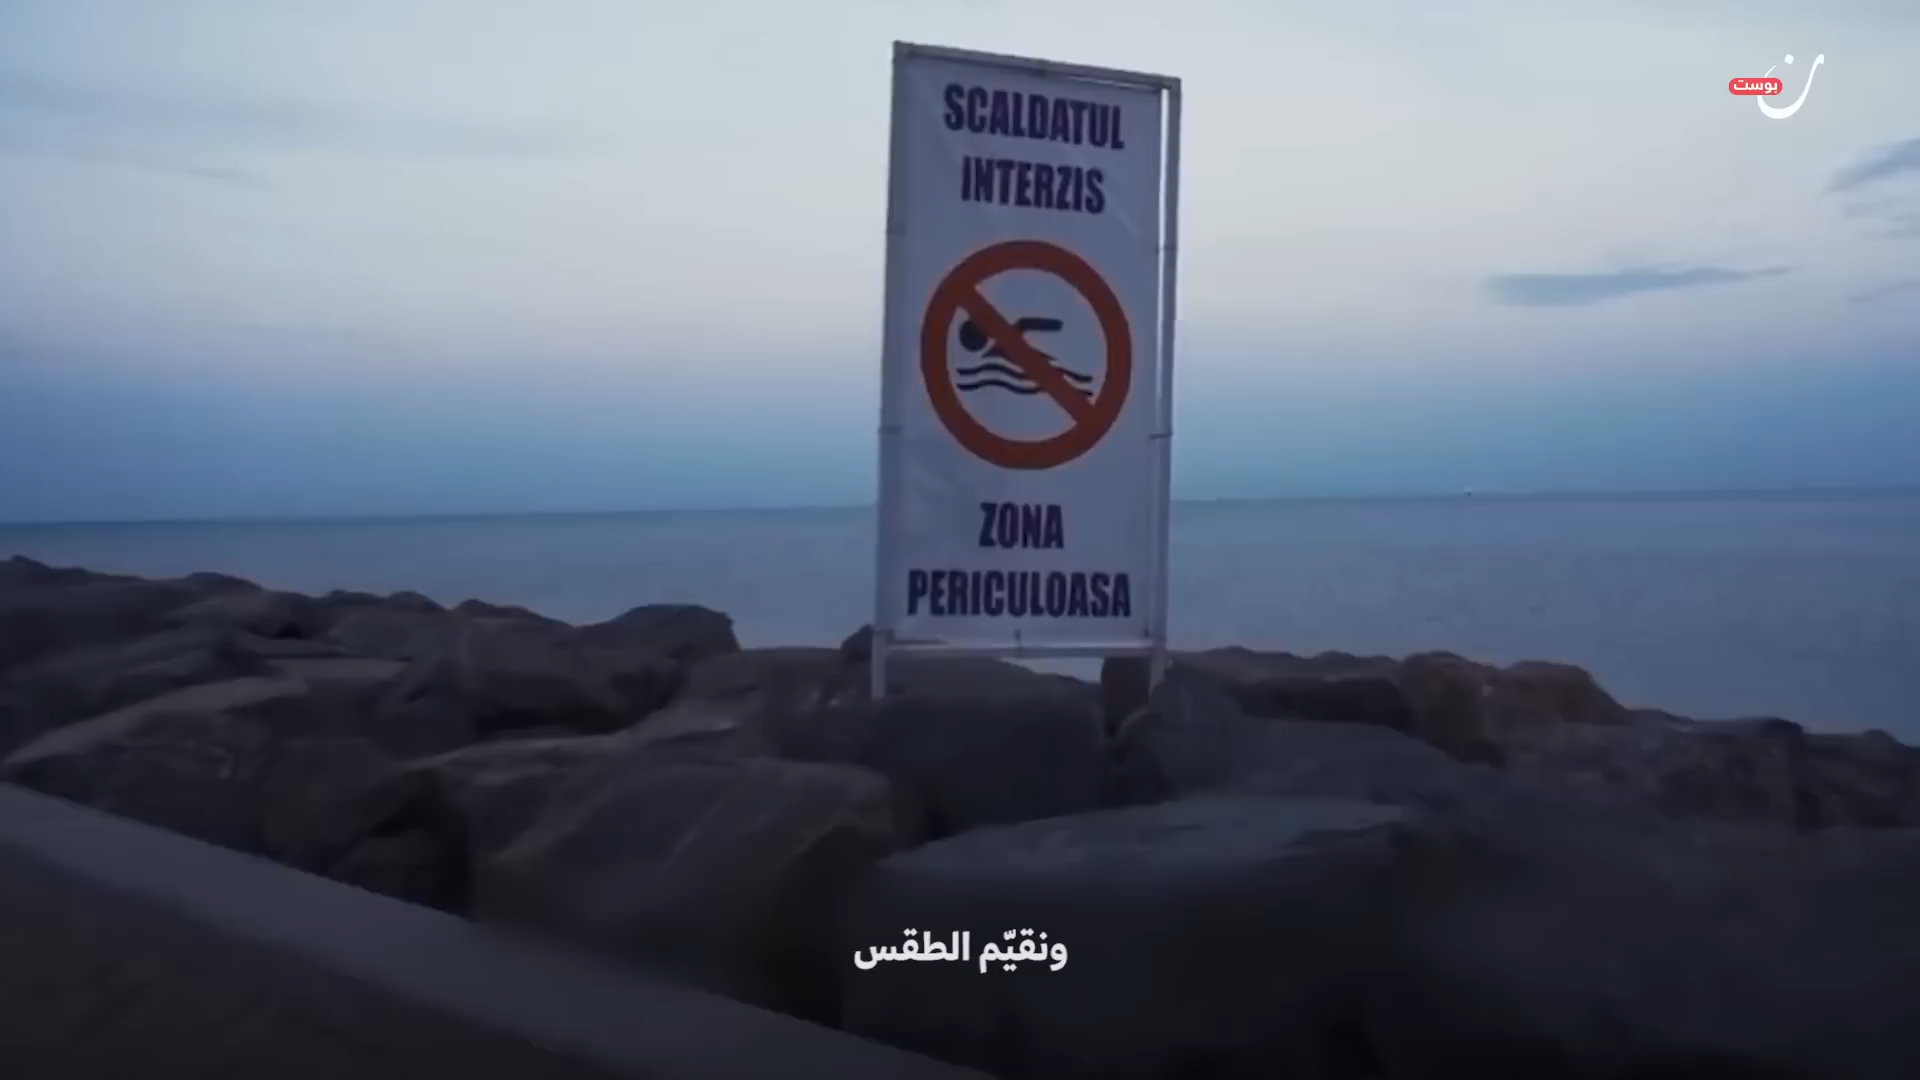 بوست
SCALDATUL
INTERZIS
ZONA
PERICULOASA
ونقيّم الطقس